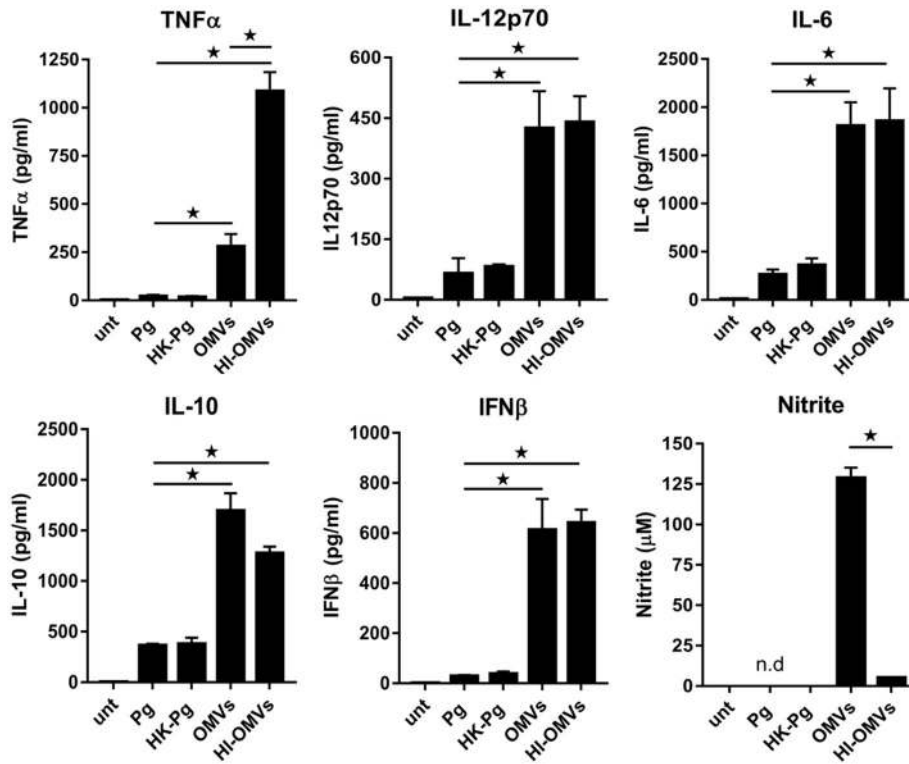 TNFα
★
★
★
TNFα (pg/ml)
1250
1000
750
500
250
0
unt
Pg
HK-Pg
OMVs
HI-OMVs
IL-12p70
★
★
IL12p70 (pg/ml)
600
450
300
150
0
unt
Pg
HK-Pg
OMVs
HI-OMVs
IL-6
★
★
IL-6 (pg/ml)
2500
2000
1500
1000
500
0
unt
Pg
HK-Pg
OMVs
HI-OMVs
IL-10
★
★
IL-10 (pg/ml)
2500
2000
1500
1000
500
0
unt
Pg
HK-Pg
OMVs
HI-OMVs
IFNβ
★
★
IFNβ (pg/ml)
1000
800
600
400
200
0
unt
Pg
HK-Pg
OMVs
HI-OMVs
Nitrite
★
Nitrite (μM)
150
125
100
75
50
25
0
n.d
unt
Pg
HK-Pg
OMVs
HI-OMVs